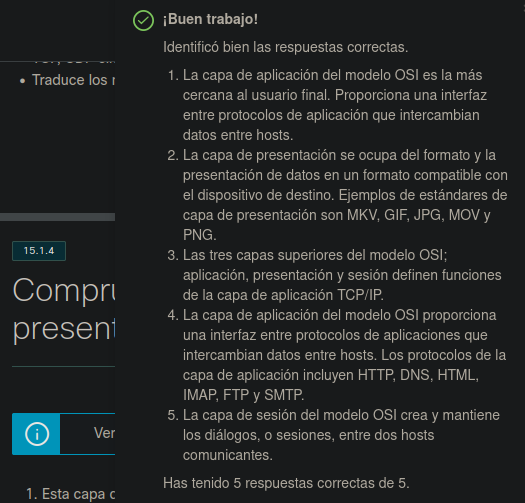 ¡Buen trabajo!
Identificó bien las respuestas correctas.
1. La capa de aplicación del modelo OSI es la más
cercana al usuario final. Proporciona una interfaz
entre protocolos de aplicación que intercambian
datos entre hosts.
2. La capa de presentación se ocupa del formato y la
presentación de datos en un formato compatible con
el dispositivo de destino. Ejemplos de estándares de
capa de presentación son MKV, GIF, JPG, MOV y
PNG.
3. Las tres capas superiores del modelo OSI;
aplicación, presentación y sesión definen funciones
de la capa de aplicación TCP/IP.
4. La capa de aplicación del modelo OSI proporciona
una interfaz entre protocolos de aplicaciones que
intercambian datos entre hosts. Los protocolos de la
capa de aplicación incluyen HTTP, DNS, HTML,
IMAP, FTP y SMTP.
5. La capa de sesión del modelo OSI crea y mantiene
los diálogos, o sesiones, entre dos hosts
comunicantes.
Has tenido 5 respuestas correctas de 5.
• Traduce los
15.1.4
Compru
present
Ver
1. Esta capa